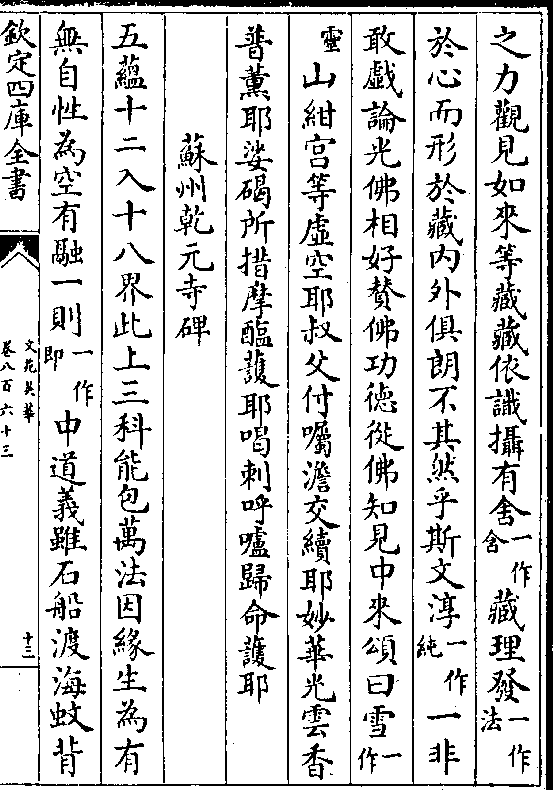 之力觀見如來等藏藏依識攝有舍一作舍藏理發一作法
於心而形於藏内外俱朗不其然乎斯文淳一作純一非
敢戲論光佛相好賛佛功徳從佛知見中來頌曰雪一作
靈山紺宫等虚空耶叔父付囑澹交續耶妙華光雲香
普薰耶娑碣所措摩醯䕶耶喝刺呼嚧歸命䕶耶
蘇州乾元寺碑
五藴十二入十八界此上三科能包萬法因緣生為有
無自性為空有融一則一作即中道義雖石船渡海蚊背
欽定四庫全書
文苑英華
卷八百六十三
十三